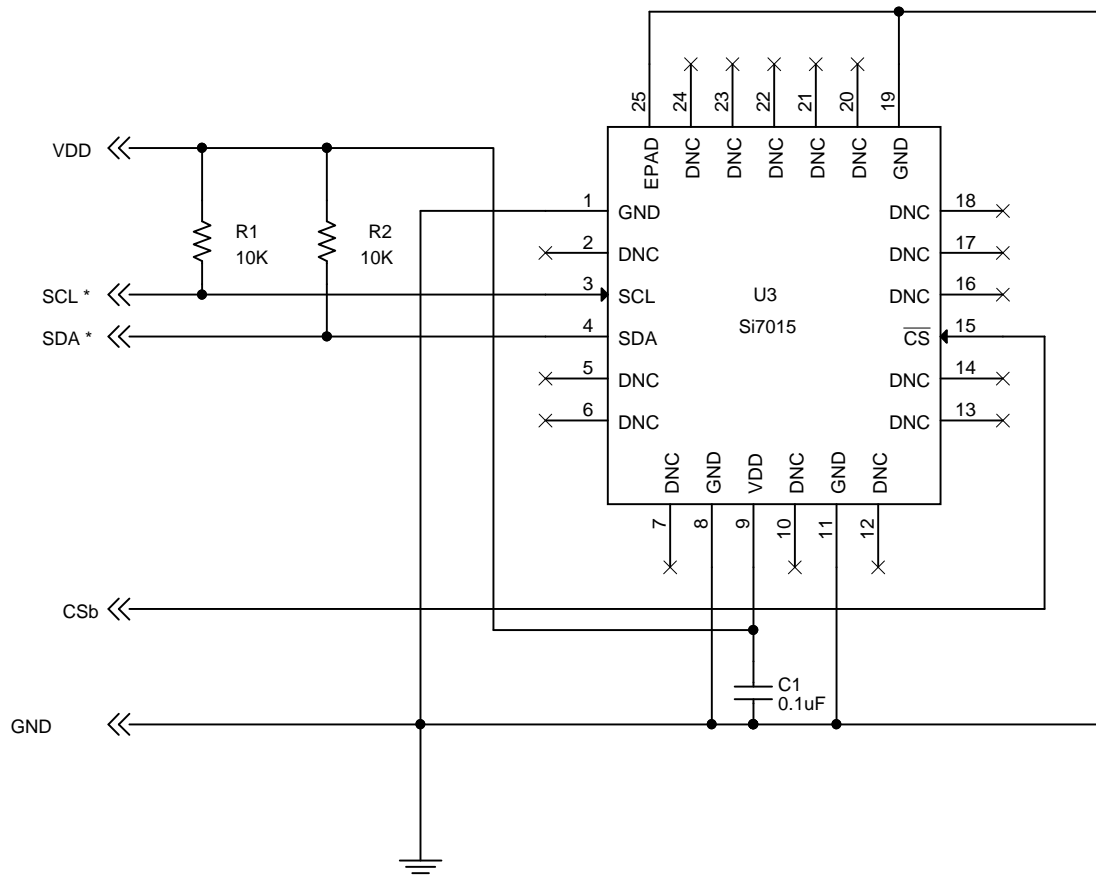 25
24
23
22
21
20
19
EPAD
DNC
DNC
DNC
DNC
DNC
GND
VDD
1
GND
DNC
18
R1
10K
R2
10K
2
DNC
DNC
17
SCL *
3
SCL
U3
Si7015
DNC
16
SDA *
4
SDA
CS
15
5
DNC
DNC
14
6
DNC
DNC
13
DNC
GND
VDD
DNC
GND
DNC
7
8
9
10
11
12
CSb
C1
0.1uF
GND